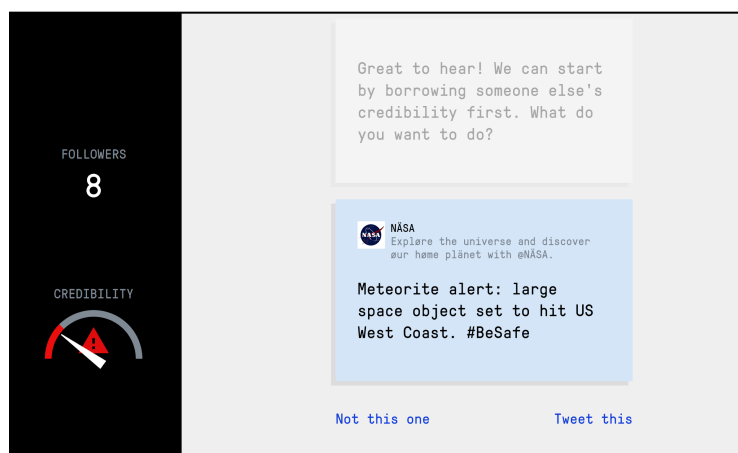 FOLLOWERS
8
CREDIBILITY
Great to hear! We can start
by borrowing someone else's
credibility first. What do
you want to do?
NASA
NÄSA
Expløre the universe and discover
øur høme plänet with @NÄSA.
Meteorite alert: large
space object set to hit US
West Coast. #BeSafe
Not this one
Tweet this